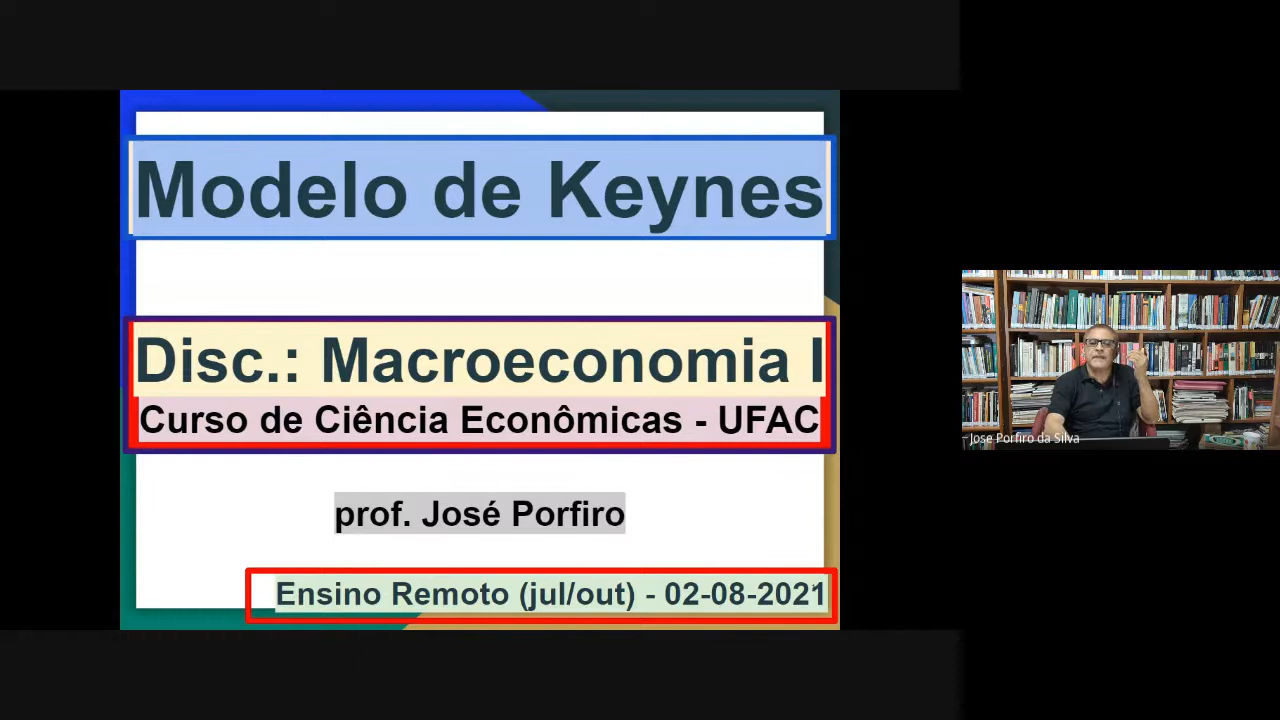 Modelo de Keynes
Disc.: Macroeconomia I
Curso de Ciência Econômicas - UFAC
prof. José Porfiro
Ensino Remoto (jul/out) - 02-08-2021
Jose Porfiro da Silva